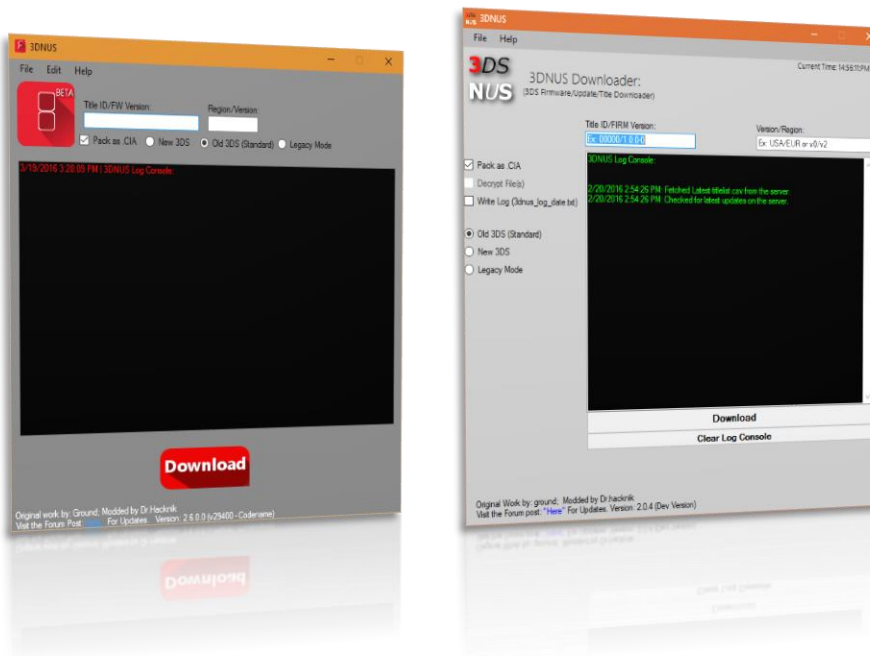 3DNUS
File Edit Help
BETA
Title ID/FW Version:
Region/Version:
Pack as .CIA
New 3DS
Old 3DS (Standard)
Legacy Mode
3/19/2016 3:28:09 PM | 3DNUS Log Console:
Download
Original work by: Ground; Modded by Dr.Hacknik
Visit the Forum Post: For Updates. Version: 2.6.0.0 (v29400 - Codename)
3DNUS
File Help
3DS
NUS
3DNUS Downloader:
(3DS Firmware/Update/Title Downloader)
Current Time: 14:56:11:PM
Title ID/FIRM Version:
Version/Region:
Ex: 00000/1.0.0-0
Ex: USA/EUR or v0/v2
Pack as .CIA
Decrypt File(s)
Write Log (3dnus_log_date.txt)
Old 3DS (Standard)
New 3DS
Legacy Mode
3DNUS Log Console:
2/20/2016 2:54:26 PM: Fetched Latest-titlelist.csv from the server.
2/20/2016 2:54:26 PM: Checked for latest updates on the server.
Download
Clear Log Console
Original Work by: ground; Modded by Dr.hacknik
Visit the Forum post: "Here" For Updates. Version: 2.0.4 (Dev Version)